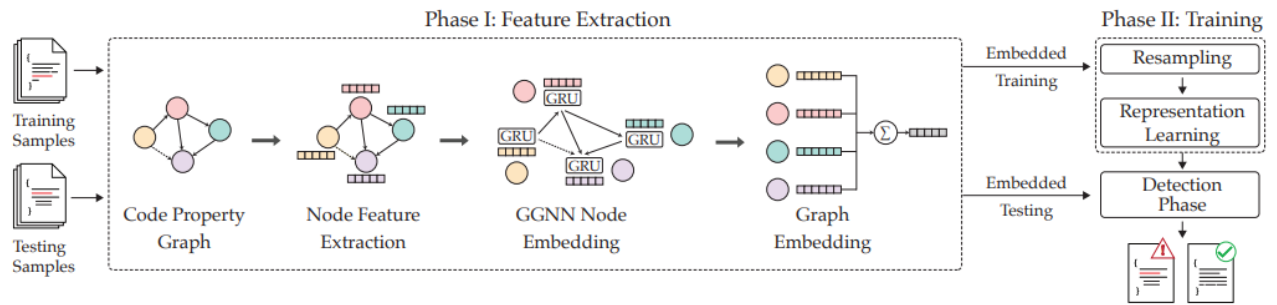 Phase I: Feature Extraction
Phase II: Training
Training
Samples
Testing
Samples
Code Property
Graph
Node Feature
Extraction
GRU
GRU
GRU
GRU
GGNN Node
Embedding
Σ
Graph
Embedding
Embedded
Training
Embedded
Testing
Resampling
Representation
Learning
Detection
Phase